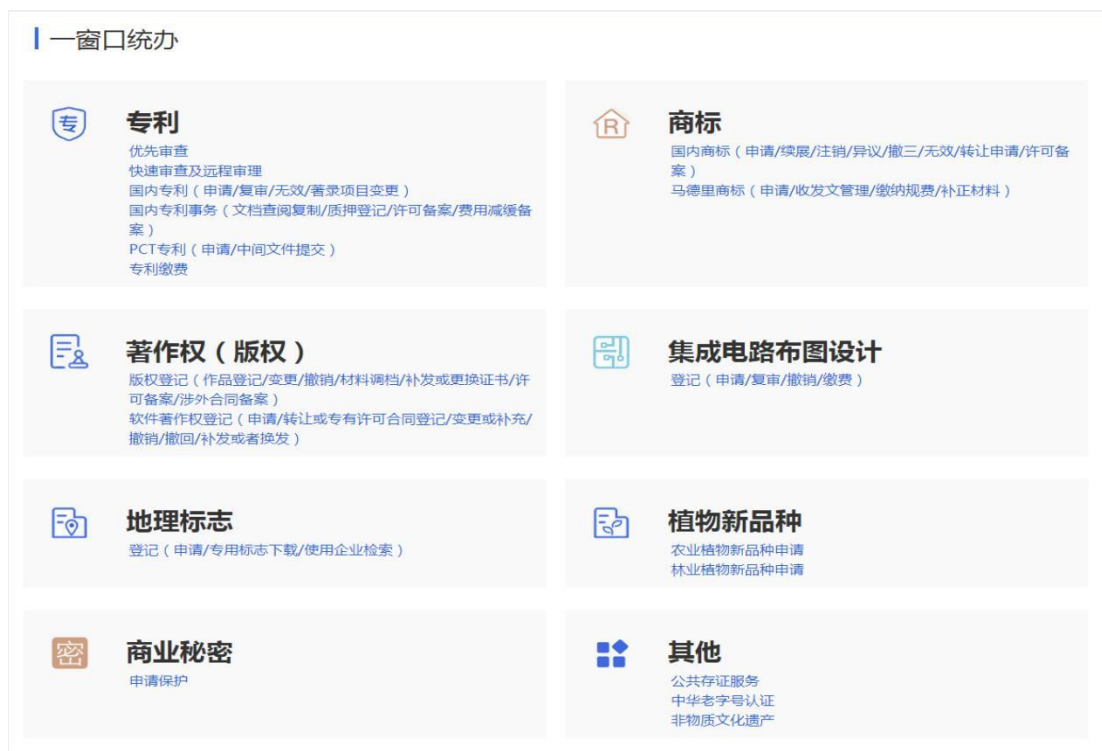 一窗口统办
专
专利
优先审查
快速审查及远程审理
国内专利（申请/复审/无效/著录项目变更）
国内专利事务（文档查阅复制/质押登记/许可备案/费用减缓备
案）
PCT专利（申请/中间文件提交）
专利缴费
R
商标
国内商标（申请/续展/注销/异议/撤三/无效/转让申请/许可备
案）
马德里商标（申请/收发文管理/缴纳规费/补正材料）
著作权（版权）
版权登记（作品登记/变更/撤销/材料调档/补发或更换证书/许
可备案/涉外合同备案）
软件著作权登记（申请/转让或专有许可合同登记/变更或补充/
撤销/撤回/补发或者换发）
集成电路布图设计
登记（申请/复审/撤销/缴费）
地理标志
登记（申请/专用标志下载/使用企业检索）
植物新品种
农业植物新品种申请
林业植物新品种申请
密
商业秘密
申请保护
其他
公共存证服务
中华老字号认证
非物质文化遗产